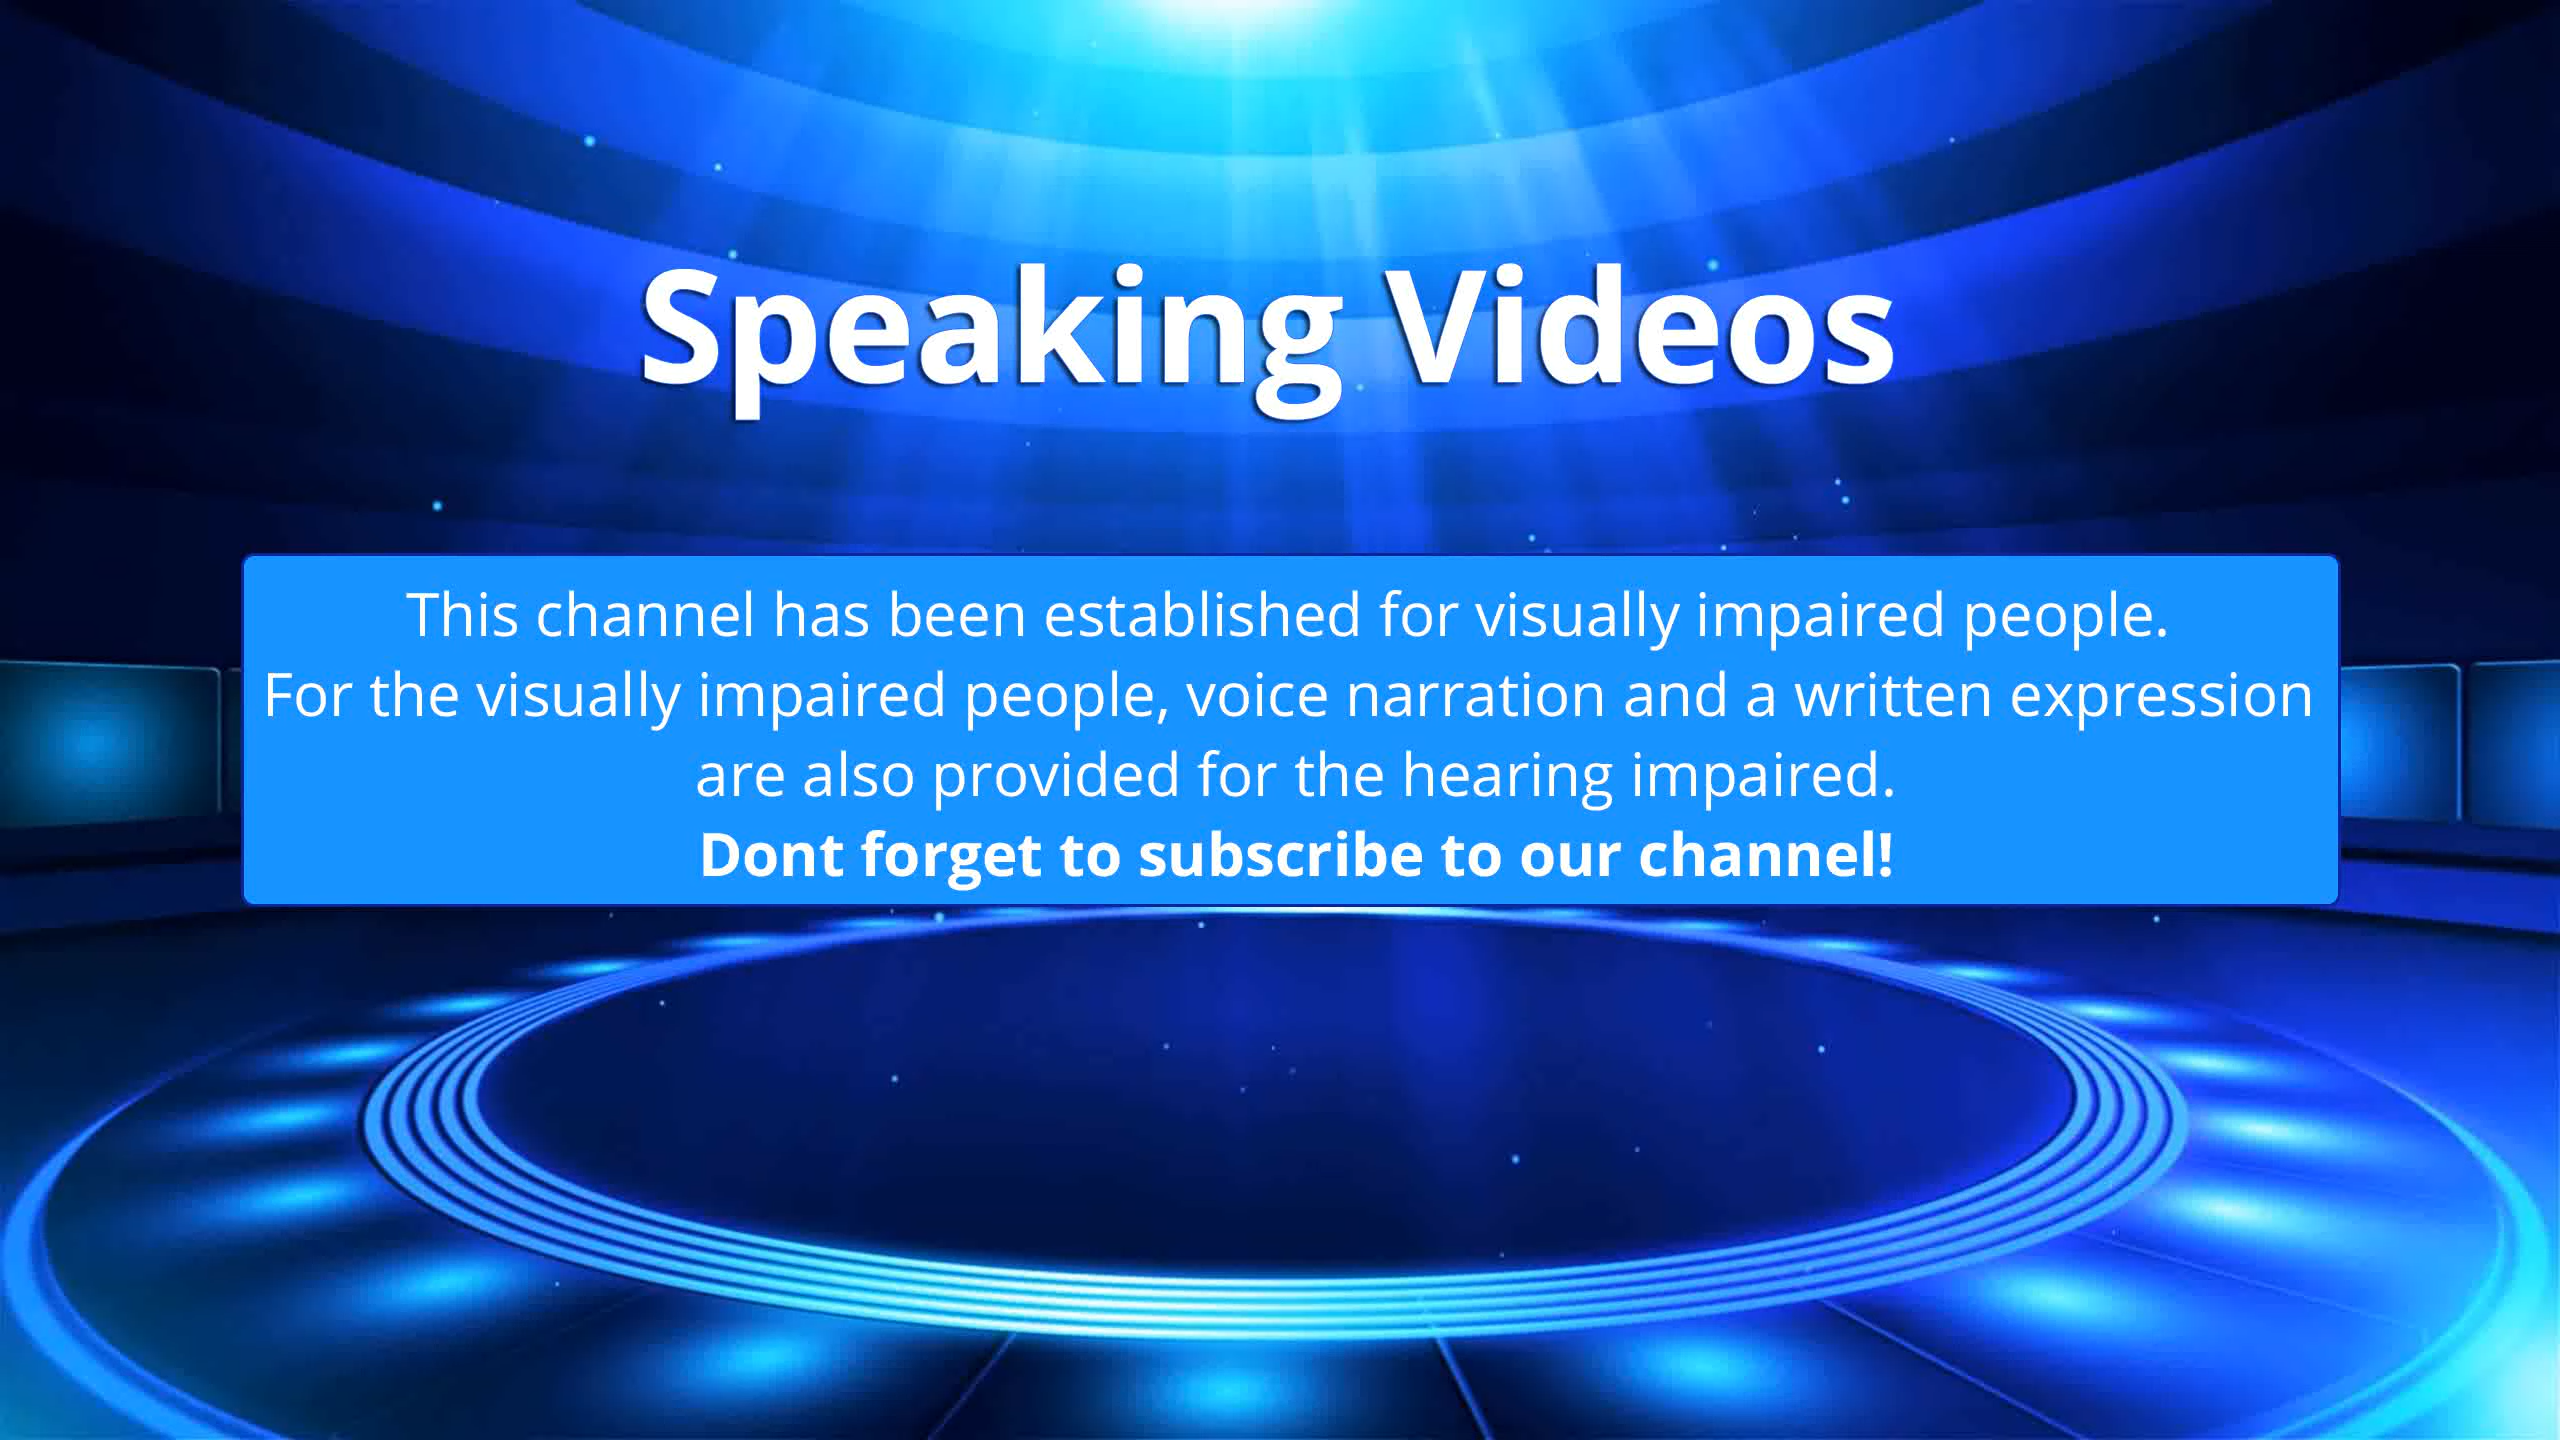 Speaking Videos
This channel has been established for visually impaired people.
For the visually impaired people, voice narration and a written expression
are also provided for the hearing impaired.
Dont forget to subscribe to our channel!